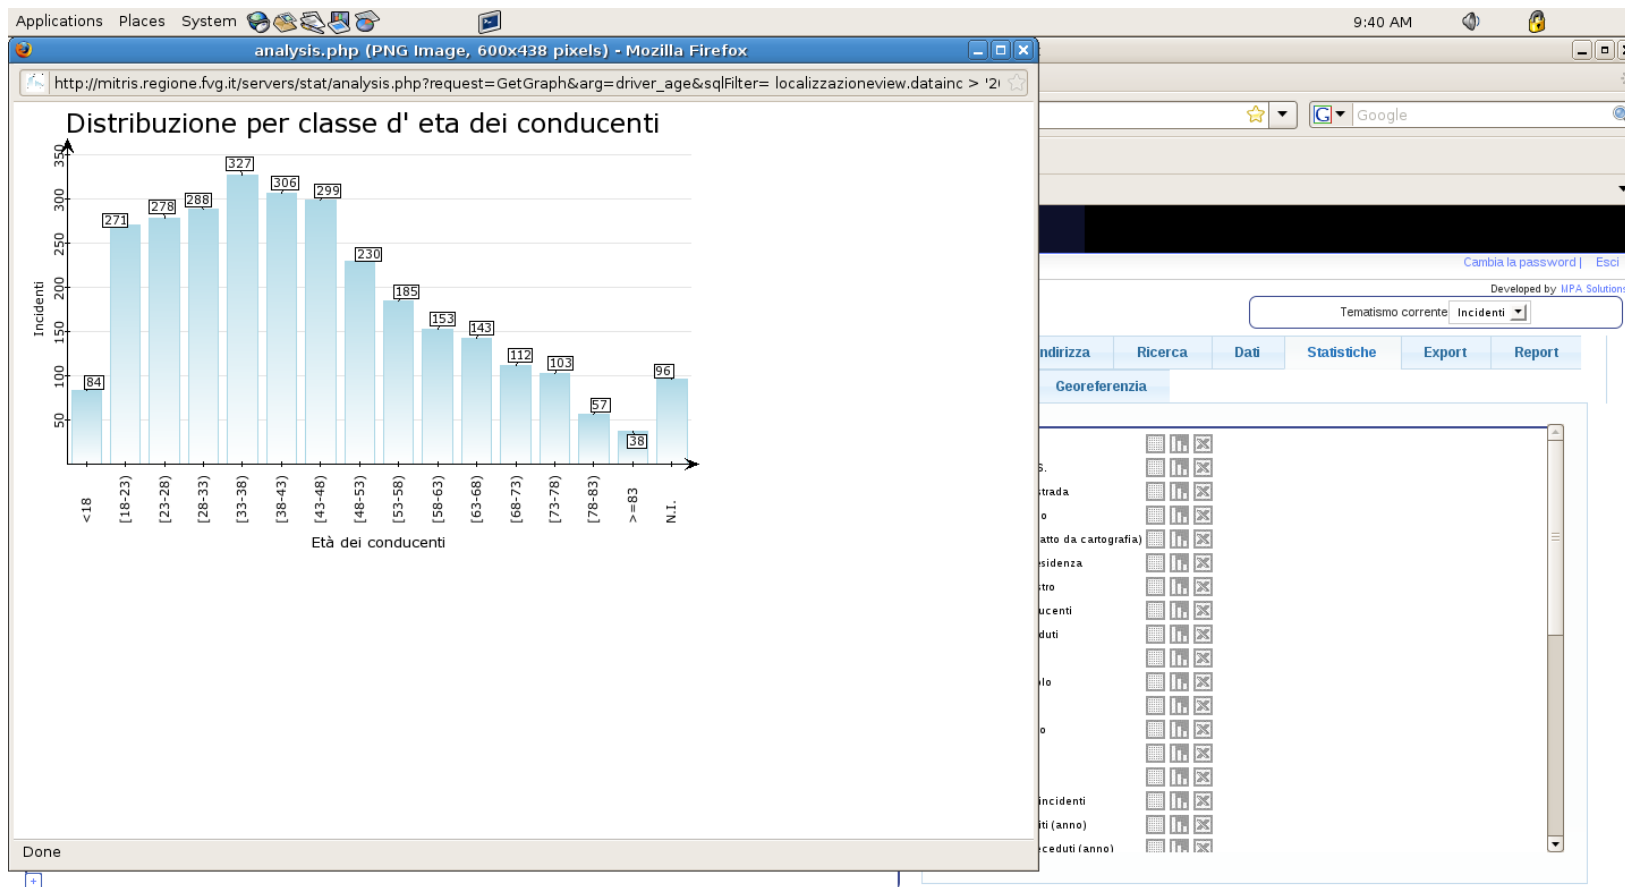 Applications Places System 9:40 AM
analysis.php (PNG Image, 600x438 pixels) - Mozilla Firefox
http://mitris.regione.fvg.it/servers/stat/analysis.php?request=GetGraph&arg=driver_age&sqlFilter= localizzazioneview.datainc > '2
Google
Distribuzione per classe d' eta dei conducenti
350
300
250
200
150
100
50
Incidenti
84
271
278
288
327
306
299
230
185
153
143
112
103
57
38
96
<18
[18-23)
[23-28)
[28-33)
[33-38)
[38-43)
[43-48)
[48-53)
[53-58)
[58-63)
[63-68)
[68-73)
[73-78)
[78-83)
>=83
N.I.
Età dei conducenti
Done
Cambia la password | Esci
Developed by MPA Solutions
Tematismo corrente Incidenti
ndirizza Ricerca Dati Statistiche Export Report
Georeferenzia
S.
strada
o
atto da cartografia)
esidenza
stro
ucenti
duti
olo
o
incidenti
iti (anno)
eceduti (anno)